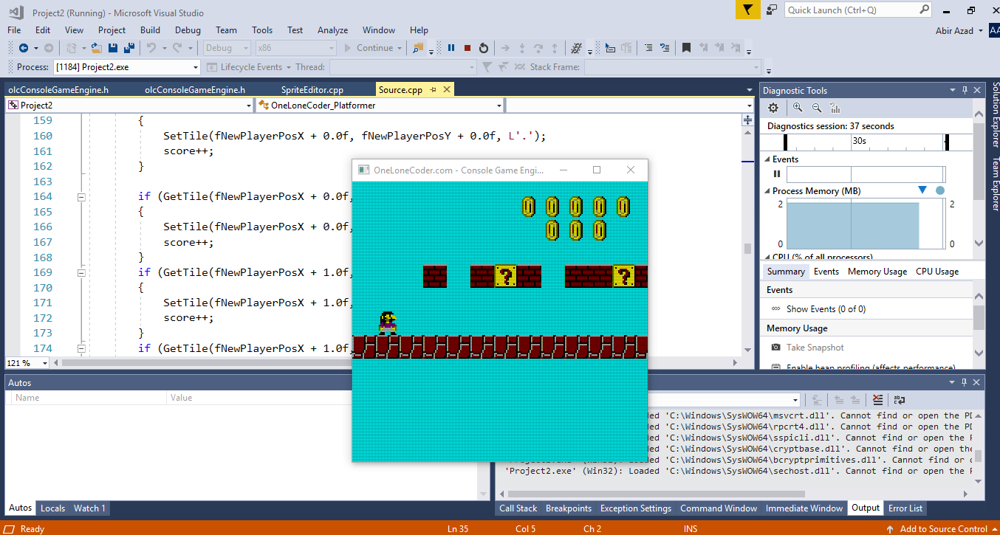 Project2 (Running) - Microsoft Visual Studio
Quick Launch (Ctrl+Q)
File Edit View Project Build Debug Team Tools Test Analyze Window Help
Abir Azad
AA
Debug x86 Continue
Process: [1184] Project2.exe Lifecycle Events Thread: Stack Frame:
olcConsoleGameEngine.h olcConsoleGameEngine.h SpriteEditor.cpp Source.cpp
Project2 OneLoneCoder_Platformer
159 {
160 SetTile(fNewPlayerPosX + 0.0f, fNewPlayerPosY + 0.0f, L'.');
161 score++;
162 }
163
164 if (GetTile(fNewPlayerPosX + 0.0f,
165 {
166 SetTile(fNewPlayerPosX + 0.0f,
167 score++;
168 }
169 if (GetTile(fNewPlayerPosX + 1.0f,
170 {
171 SetTile(fNewPlayerPosX + 1.0f,
172 score++;
173 }
174 if (GetTile(fNewPlayerPosX + 1.0f,
121 %
OneLoneCoder.com - Console Game Engi...
? ?
Diagnostic Tools
Diagnostics session: 37 seconds
30s
Events
Process Memory (MB)
2 2
0 0
CPU (% of all processors)
Summary Events Memory Usage CPU Usage
Events
Show Events (0 of 0)
Memory Usage
Take Snapshot
Enable heap profiling (affects performance)
Solution Explorer
Team Explorer
Autos
Name Value
Autos Locals Watch 1
ded 'C:\Windows\SysWOW64\msvcrt.dll'. Cannot find or open the PD
ded 'C:\Windows\SysWOW64\rpcrt4.dll'. Cannot find or open the PD
ded 'C:\Windows\SysWOW64\sspicli.dll'. Cannot find or open the P
ded 'C:\Windows\SysWOW64\cryptbase.dll'. Cannot find or open the
'Project2.exe' (Win32): Loaded 'C:\Windows\SysWOW64\bcryptprimitives.dll'. Cannot find or o
'Project2.exe' (Win32): Loaded 'C:\Windows\SysWOW64\sechost.dll'. Cannot find or open the P
Call Stack Breakpoints Exception Settings Command Window Immediate Window Output Error List
Ready Ln 35 Col 5 Ch 2 INS Add to Source Control